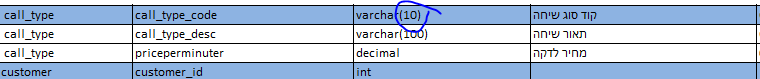 call_type call_type_code varchar(10) קוד סוג שיחה
call_type call_type_desc varchar(100) תאור שיחה
call_type priceperminuter decimal מחיר לדקה
customer customer_id int